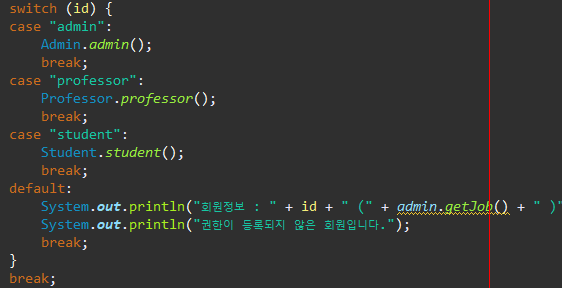 switch (id) {
case "admin":
    Admin.admin();
    break;
case "professor":
    Professor.professor();
    break;
case "student":
    Student.student();
    break;
default:
    System.out.println("회원정보 : " + id + " (" + admin.getJob() + " )"
    System.out.println("권한이 등록되지 않은 회원입니다.");
    break;
}
break;